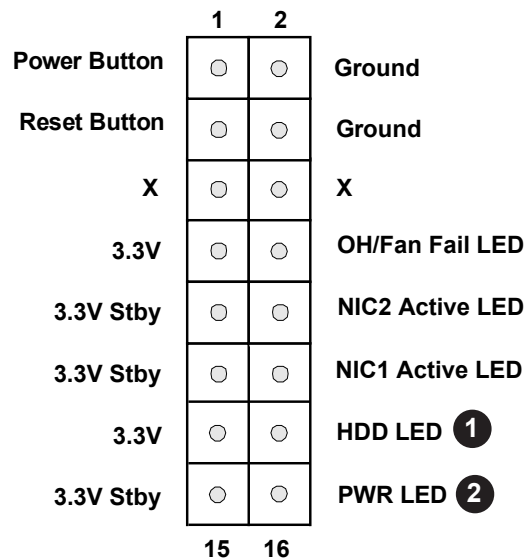 1 2
Power Button Ground
Reset Button Ground
X X
3.3V OH/Fan Fail LED
3.3V Stby NIC2 Active LED
3.3V Stby NIC1 Active LED
3.3V HDD LED 1
3.3V Stby PWR LED 2
15 16